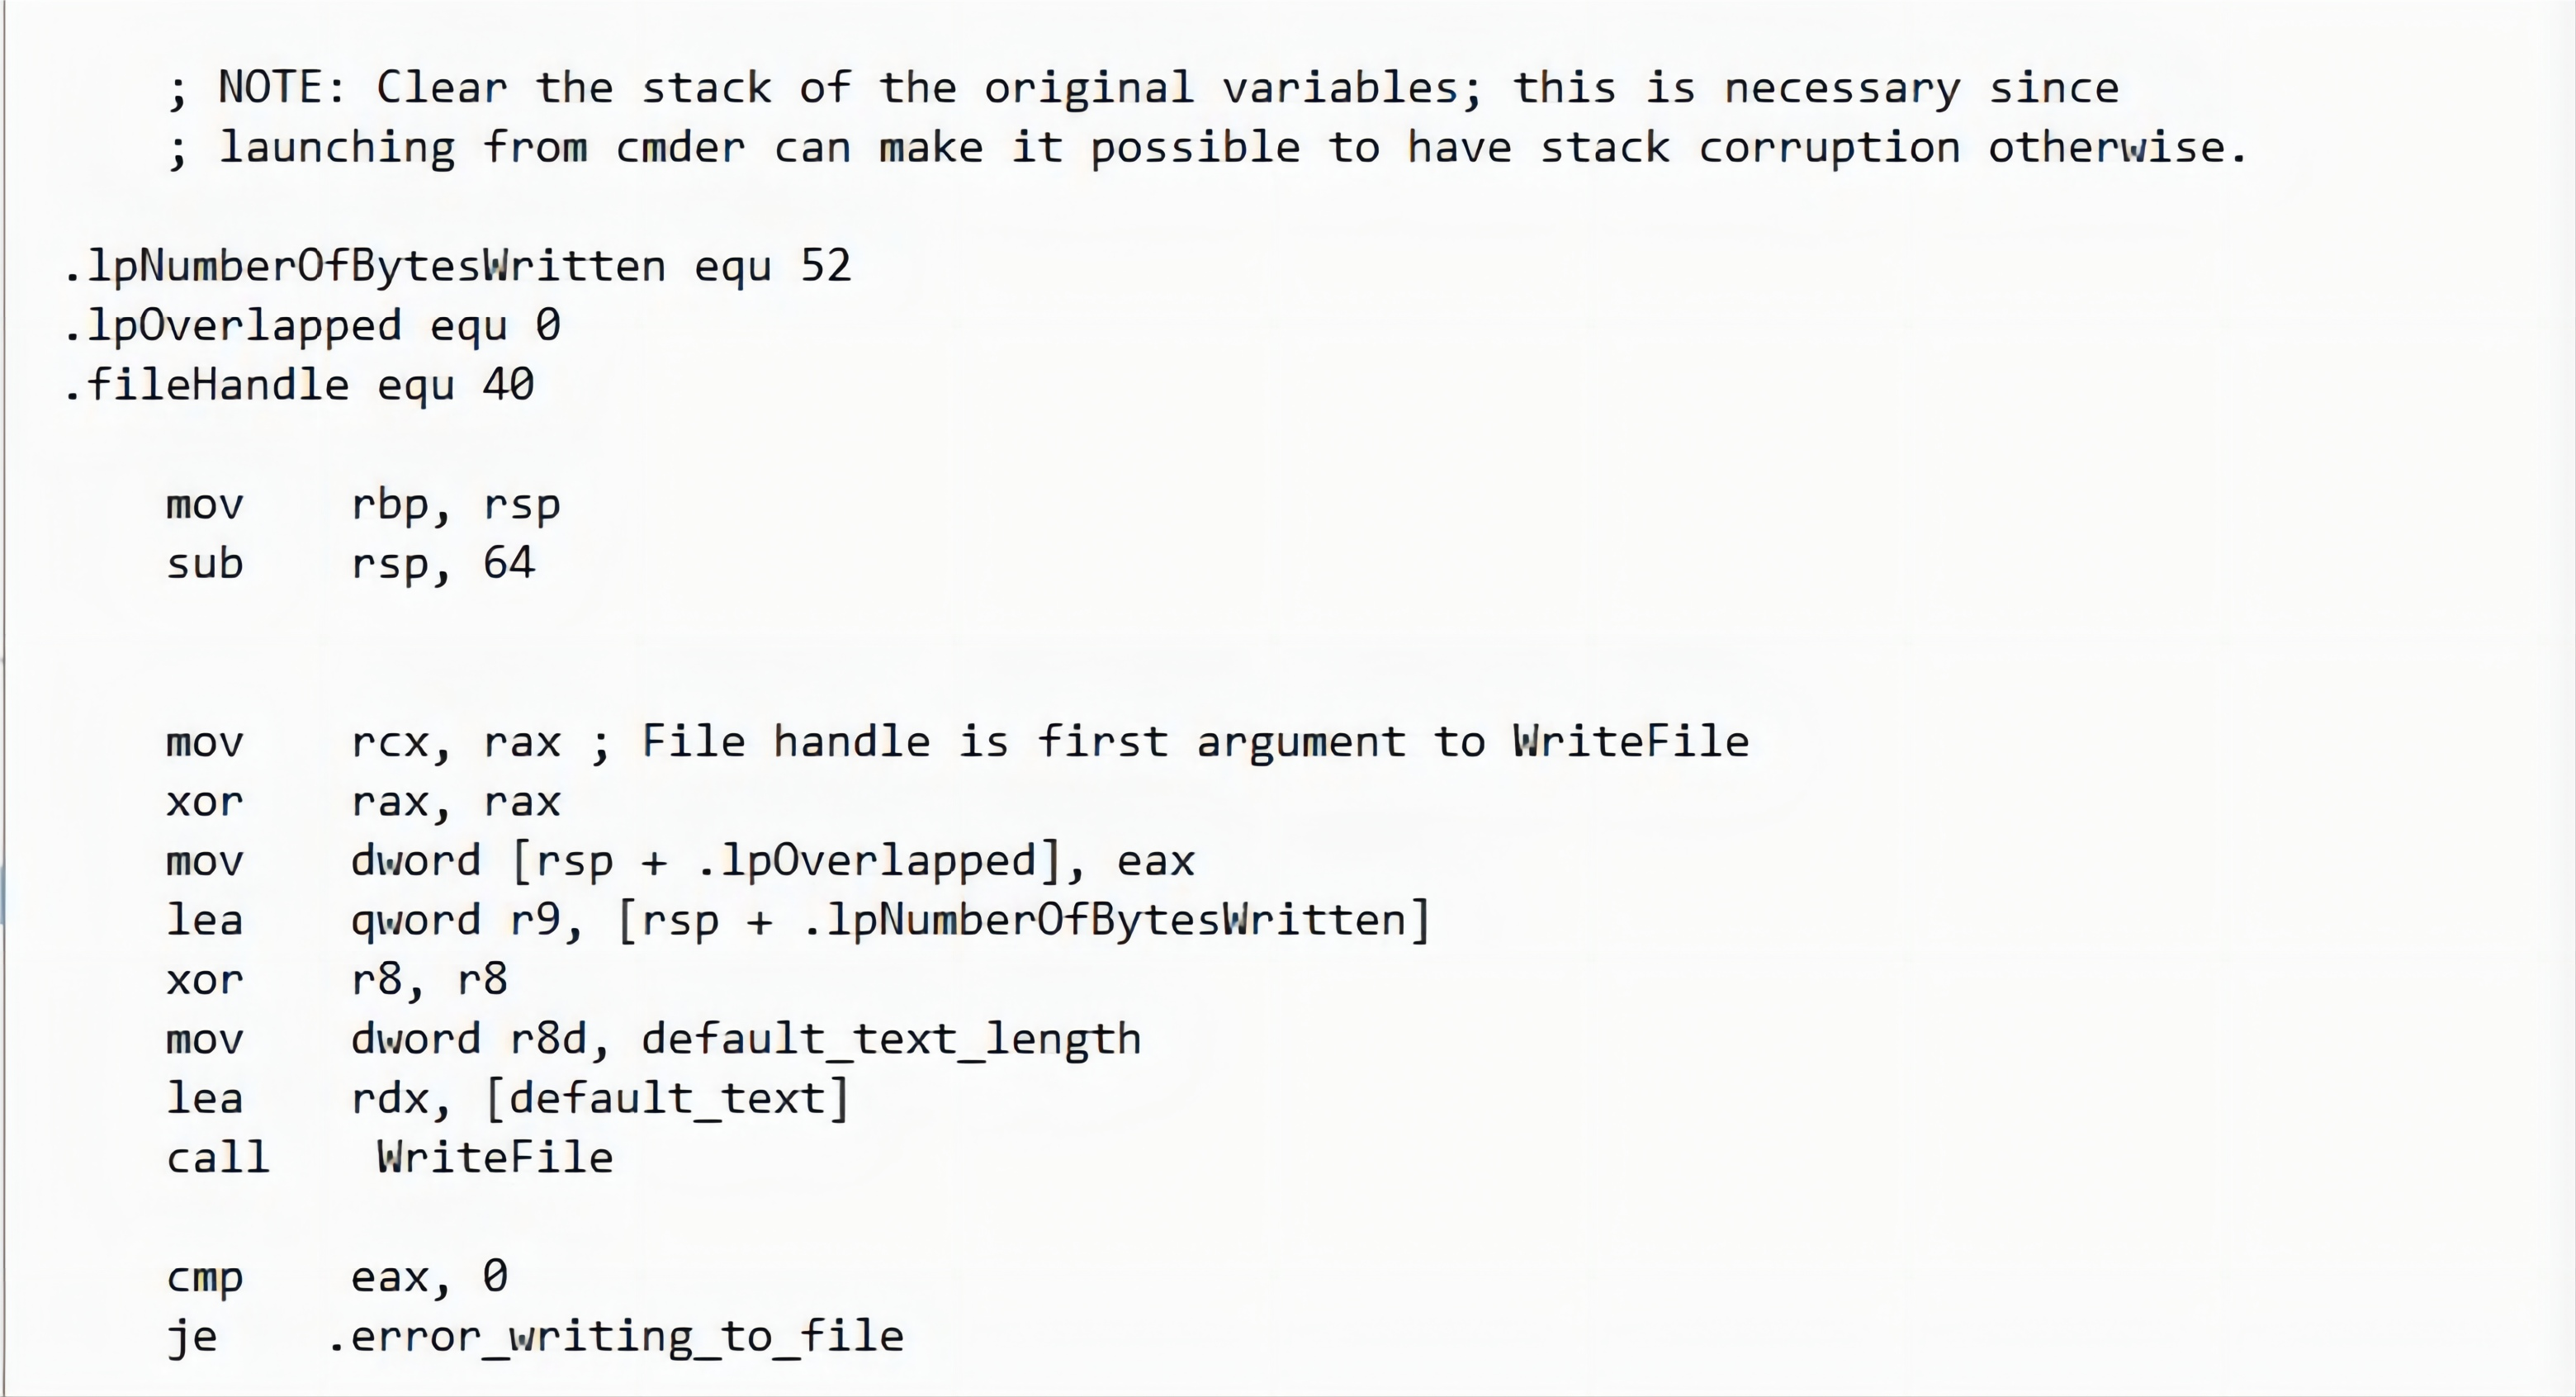 ; NOTE: Clear the stack of the original variables; this is necessary since
; launching from cmder can make it possible to have stack corruption otherwise.
.lpNumberOfBytesWritten equ 52
.lpOverlapped equ 0
.fileHandle equ 40
mov rbp, rsp
sub rsp, 64
mov rcx, rax ; File handle is first argument to WriteFile
xor rax, rax
mov dword [rsp + .lpOverlapped], eax
lea qword r9, [rsp + .lpNumberOfBytesWritten]
xor r8, r8
mov dword r8d, default_text_length
lea rdx, [default_text]
call WriteFile
cmp eax, 0
je .error_writing_to_file